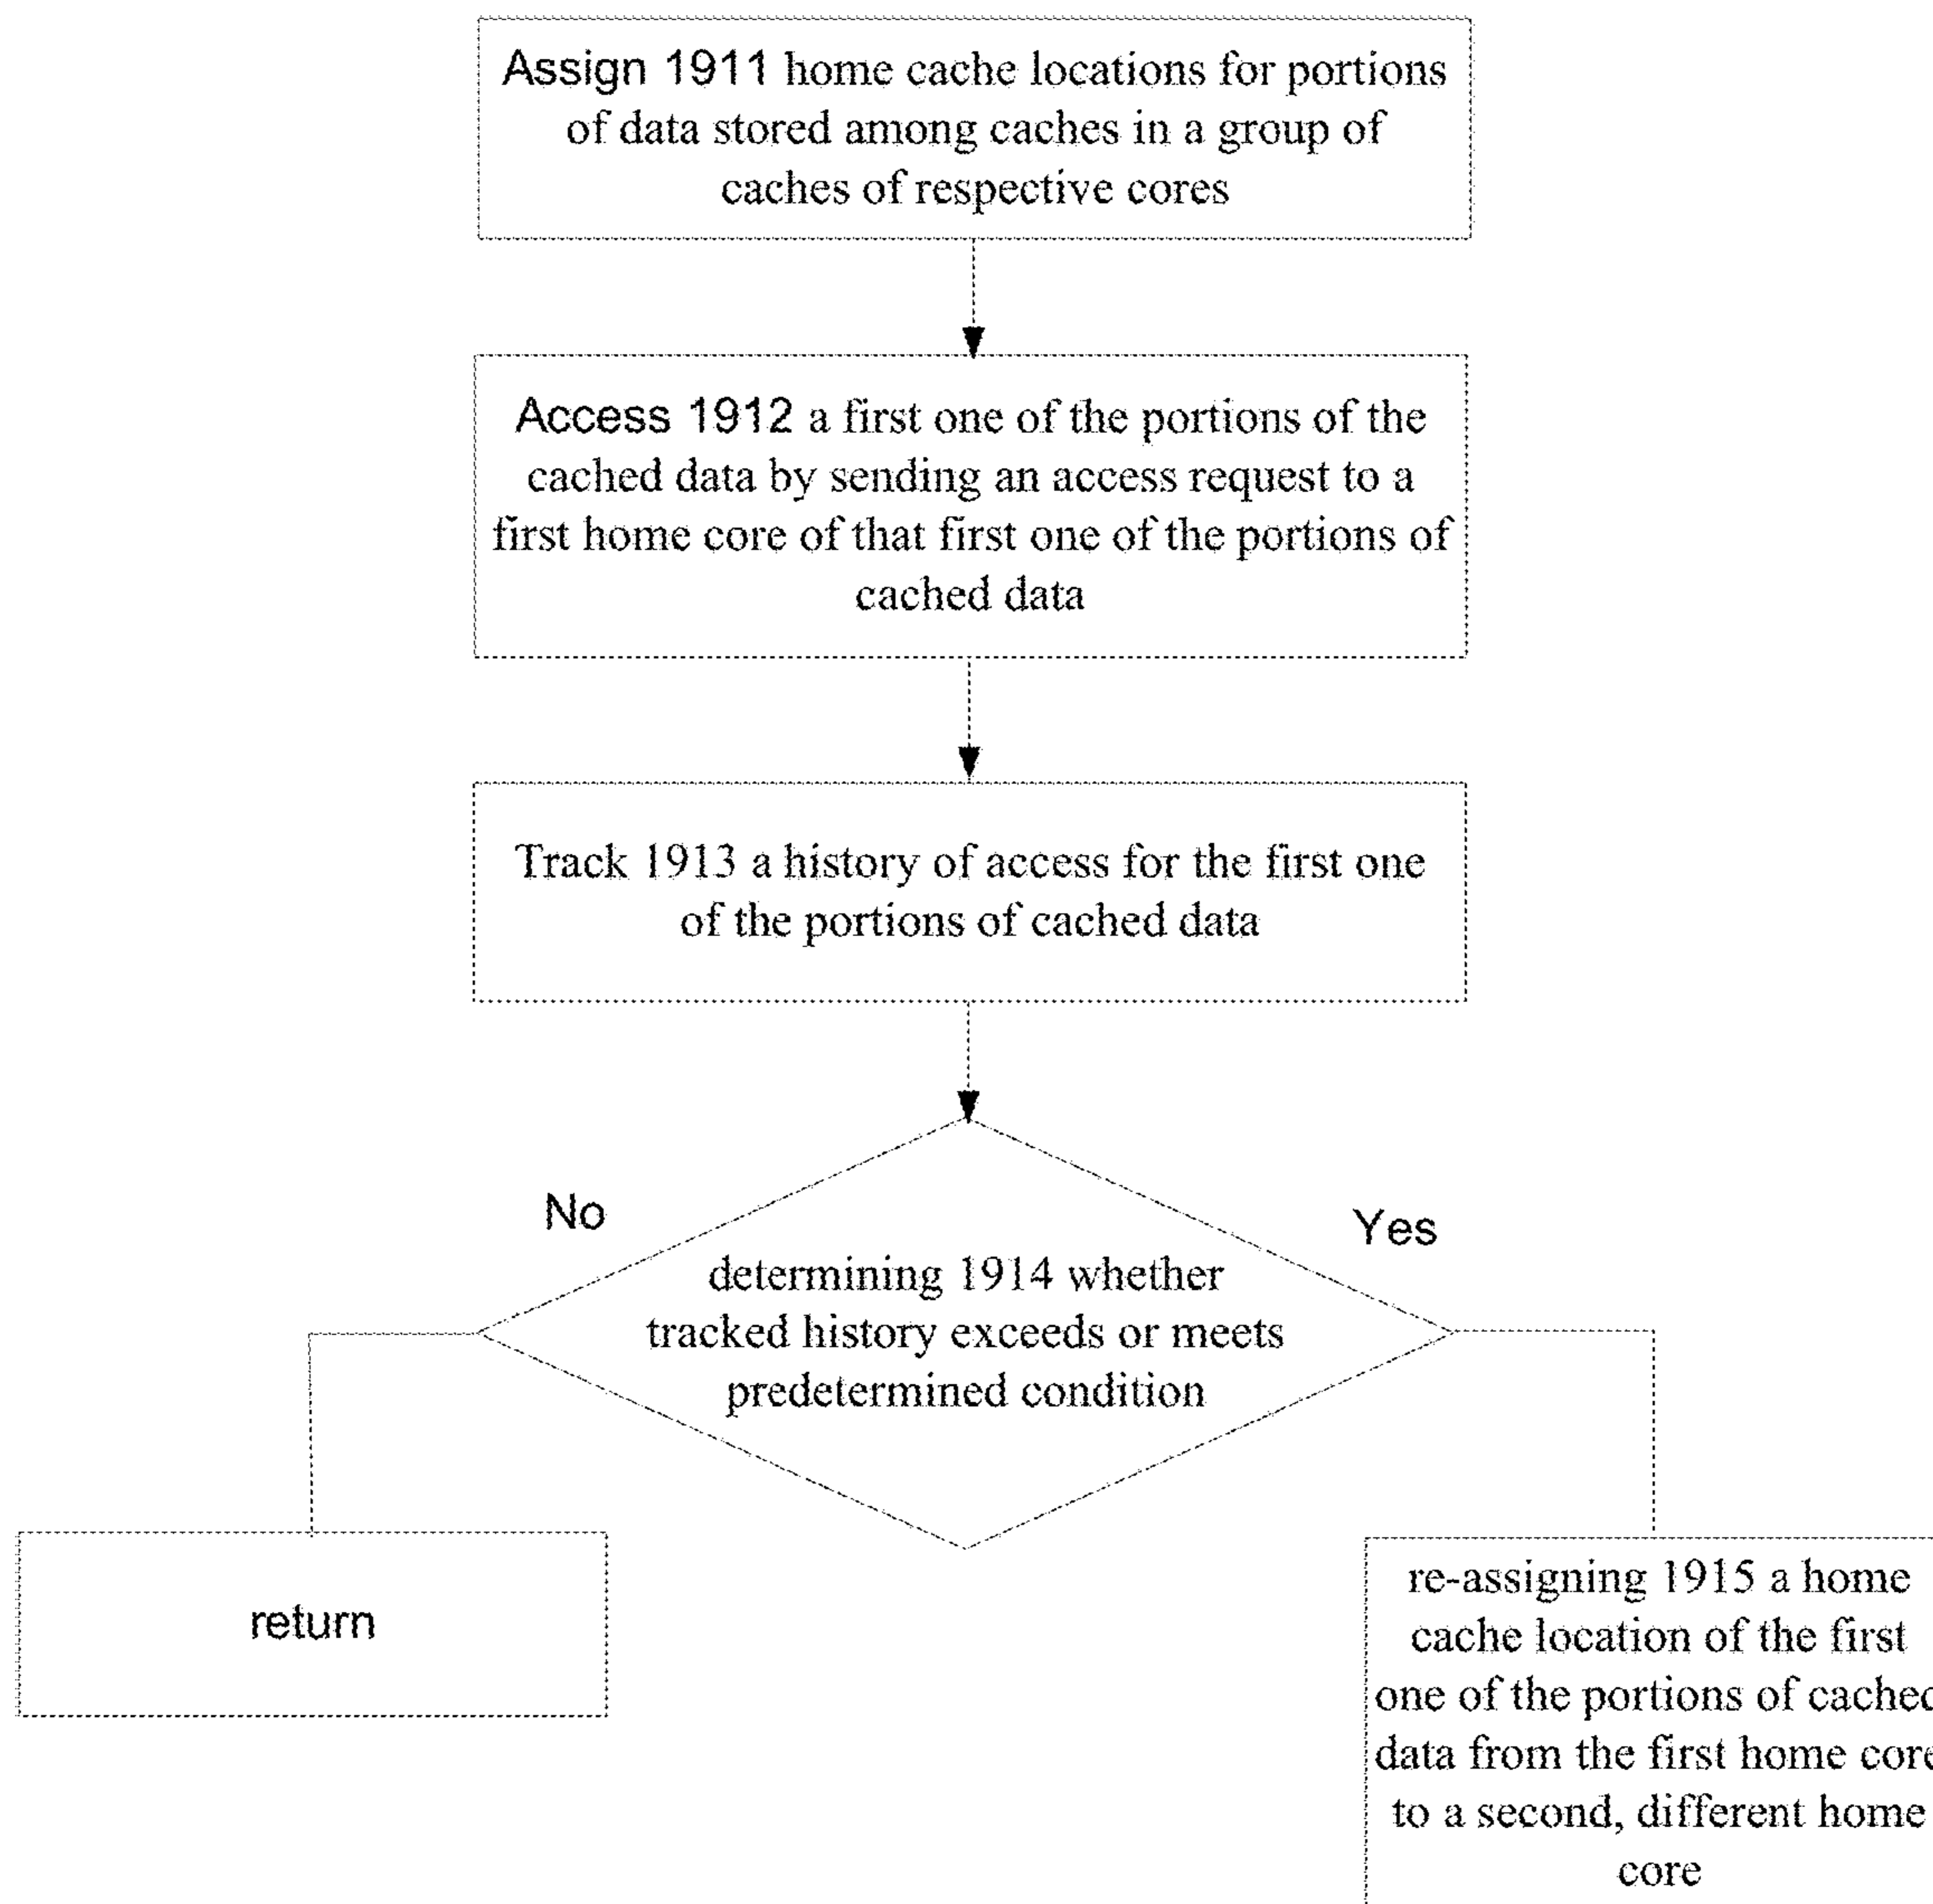 Assign 1911 home cache locations for portions
of data stored among caches in a group of
caches of respective cores
Access 1912 a first one of the portions of the
cached data by sending an access request to a
first home core of that first one of the portions of
cached data
Track 1913 a history of access for the first one
of the portions of cached data
No
Yes
determining 1914 whether
tracked history exceeds or meets
predetermined condition
return
re-assigning 1915 a home
cache location of the first
one of the portions of cached
data from the first home core
to a second, different home
core